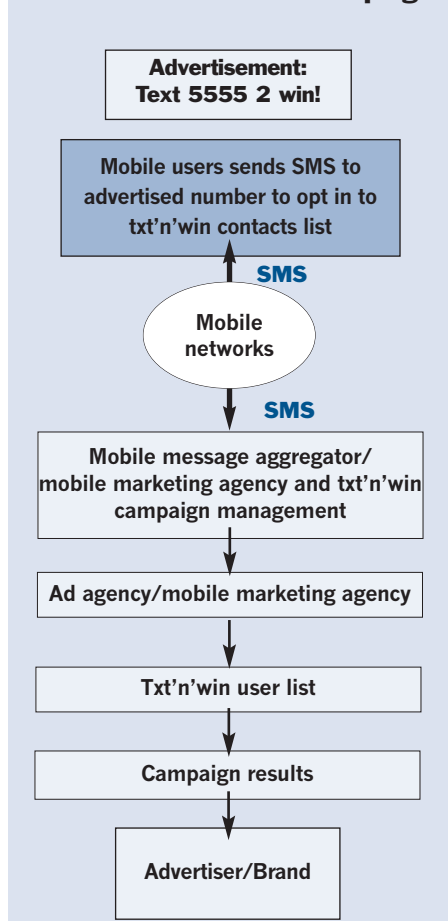 Advertisement:
Text 5555 2 win!
Mobile users sends SMS to
advertised number to opt in to
txt’n’win contacts list
SMS
Mobile
networks
SMS
Mobile message aggregator/
mobile marketing agency and txt’n’win
campaign management
Ad agency/mobile marketing agency
Txt’n’win user list
Campaign results
Advertiser/Brand